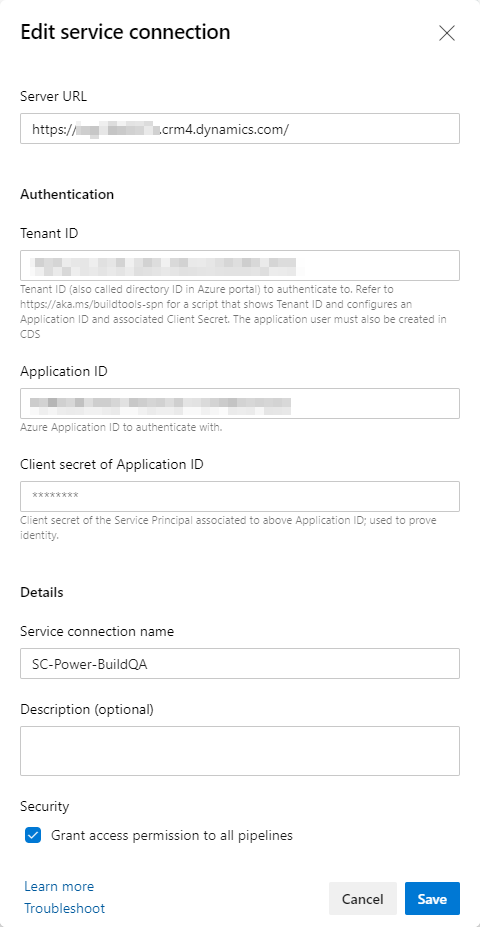 Edit service connection
Server URL
https://
.crm4.dynamics.com/
Authentication
Tenant ID
Tenant ID (also called directory ID in Azure portal) to authenticate to. Refer to
https://aka.ms/buildtools-spn for a script that shows Tenant ID and configures an
Application ID and associated Client Secret. The application user must also be created in
CDS
Application ID
Azure Application ID to authenticate with.
Client secret of Application ID
********
Client secret of the Service Principal associated to above Application ID; used to prove
identity.
Details
Service connection name
SC-Power-BuildQA
Description (optional)
Security
Grant access permission to all pipelines
Learn more
Troubleshoot
Cancel
Save